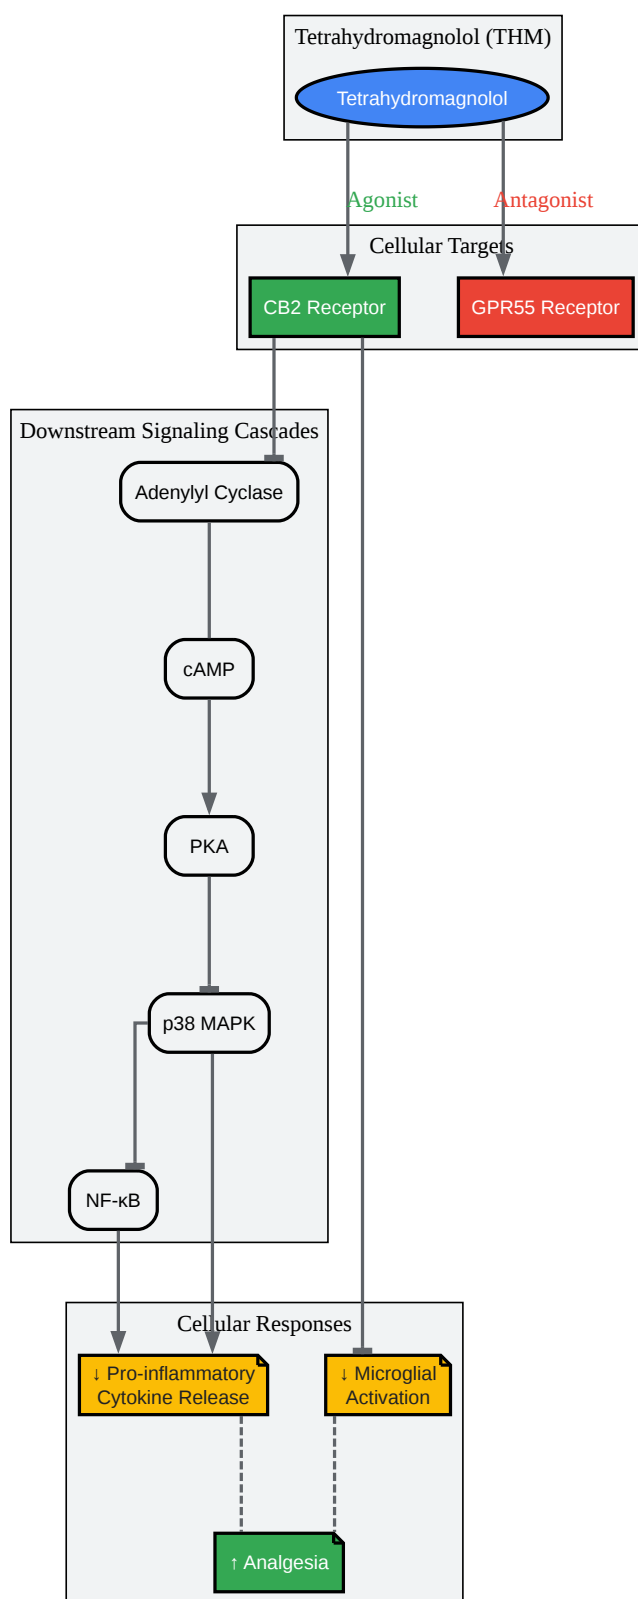 Tetrahydromagnolol (THM)
Tetrahydromagnolol
Agonist
Antagonist
Cellular Targets
CB2 Receptor
GPR55 Receptor
Downstream Signaling Cascades
Adenylyl Cyclase
cAMP
PKA
p38 MAPK
NF-κB
Cellular Responses
↓ Pro-inflammatory
Cytokine Release
↓ Microglial
Activation
↑ Analgesia